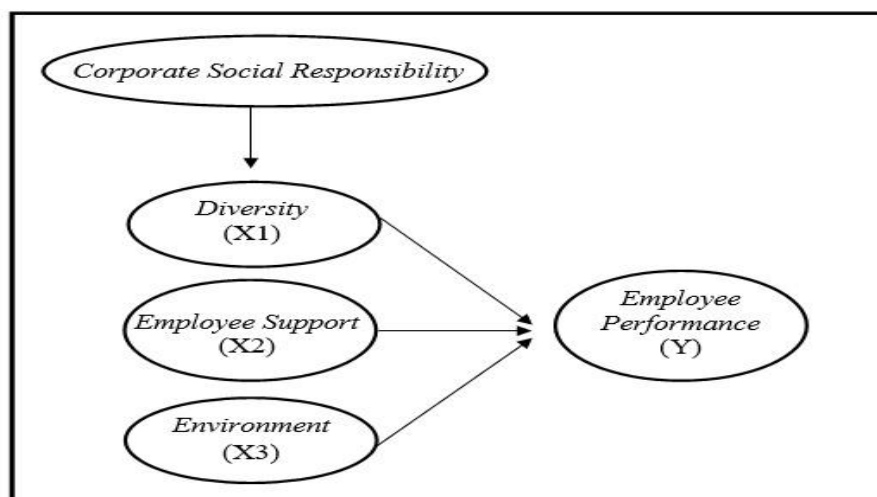 Corporate Social Responsibility
Diversity
(X1)
Employee Support
(X2)
Environment
(X3)
Employee
Performance
(Y)